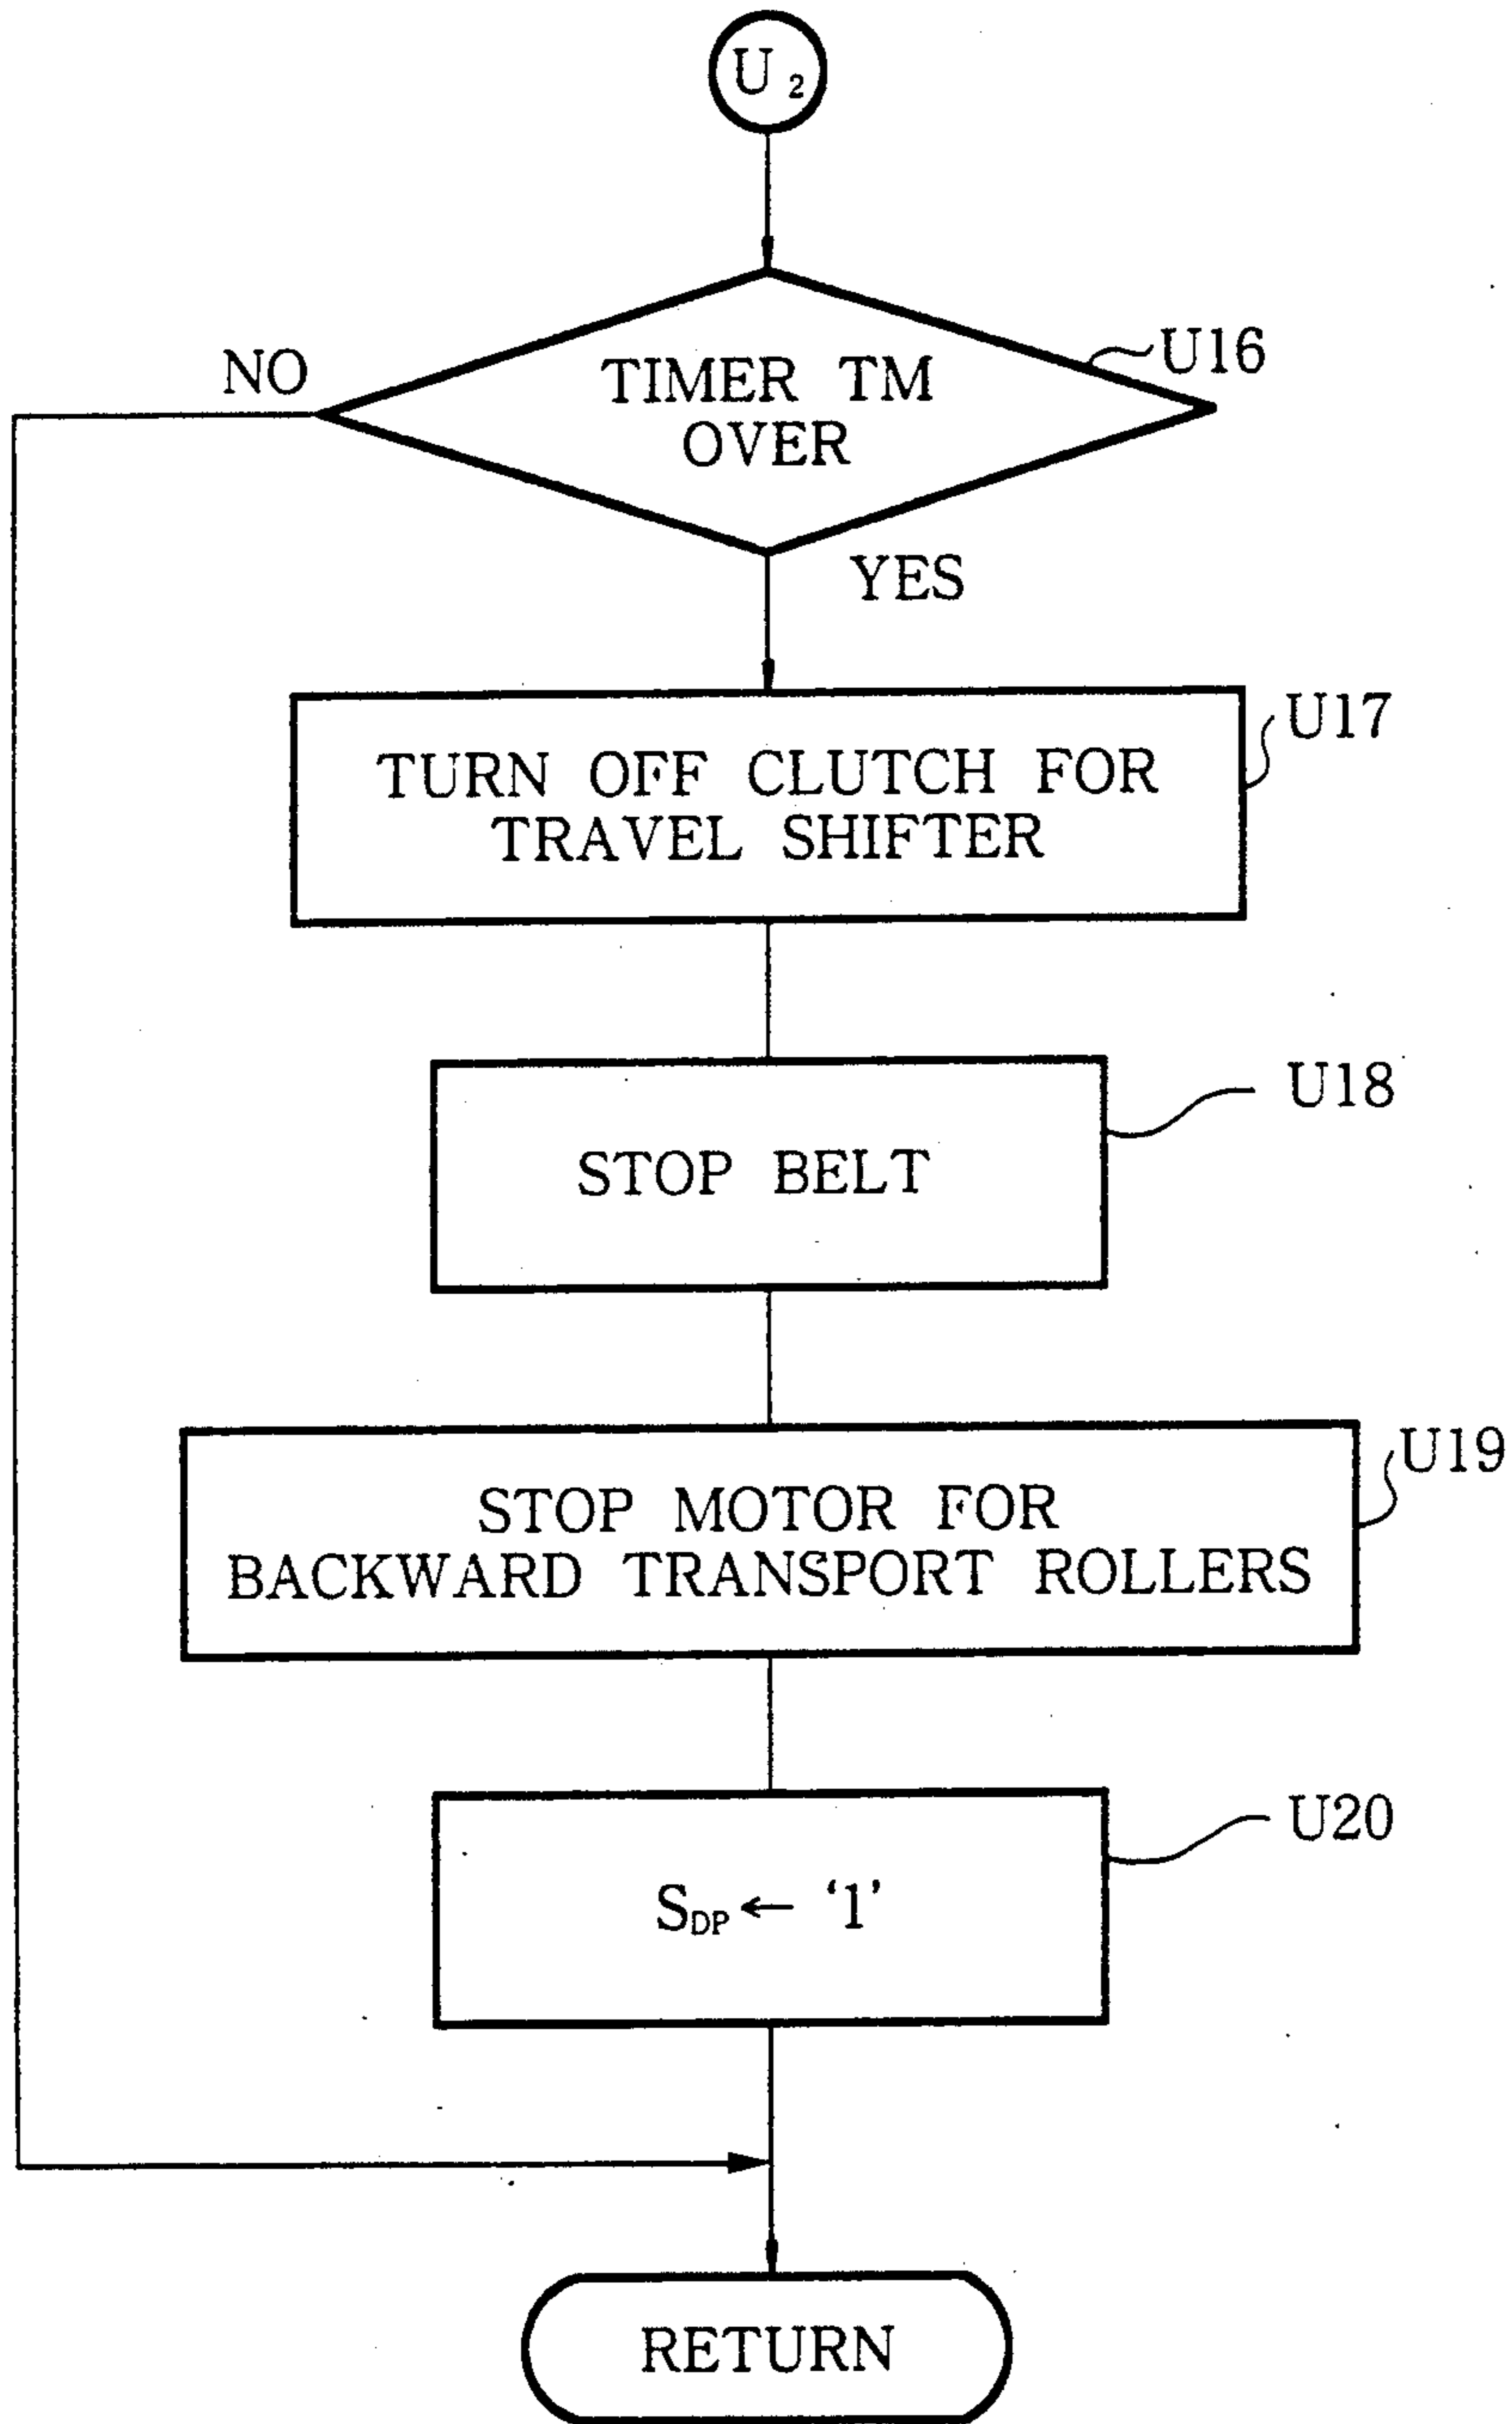 U₂
U16
NO
TIMER TM
OVER
YES
U17
TURN OFF CLUTCH FOR
TRAVEL SHIFTER
U18
STOP BELT
U19
STOP MOTOR FOR
BACKWARD TRANSPORT ROLLERS
U20
S_DP ← ‘1’
RETURN